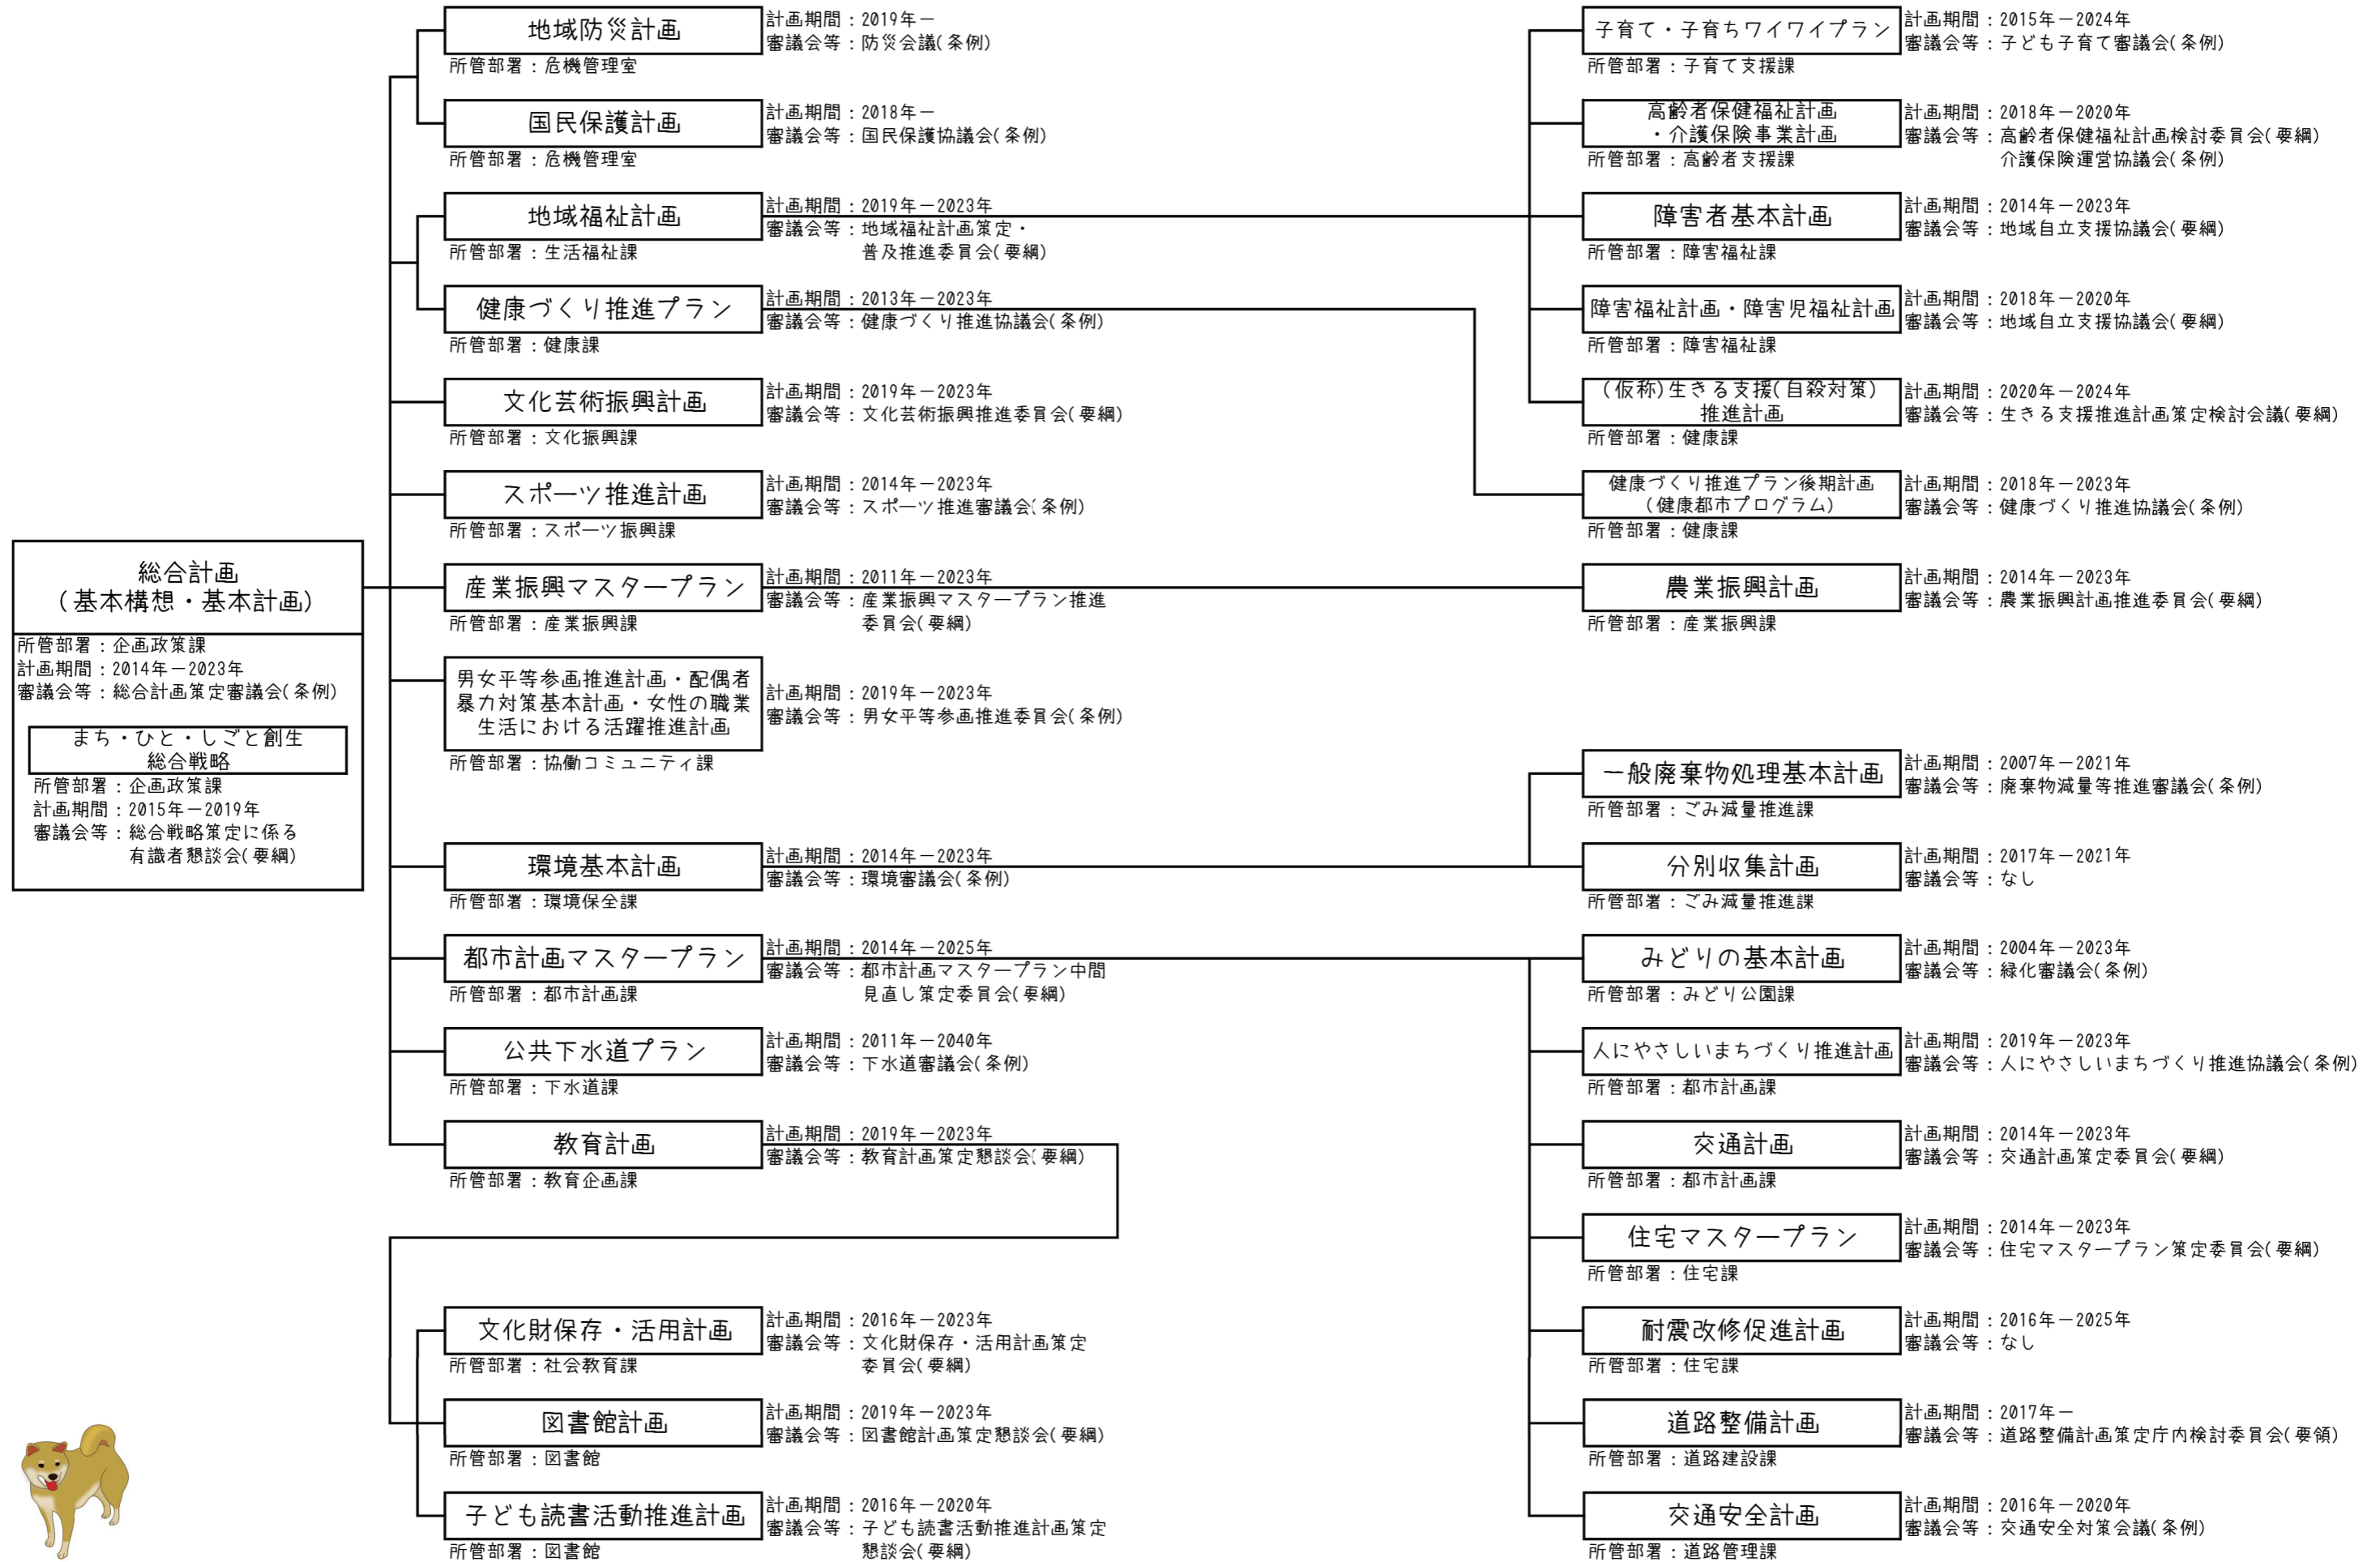 総合計画
(基本構想・基本計画)
所管部署：企画政策課
計画期間：2014年－2023年
審議会等：総合計画策定審議会(条例)
まち・ひと・しごと創生
総合戦略
所管部署：企画政策課
計画期間：2015年－2019年
審議会等：総合戦略策定に係る
有識者懇談会(要綱)
地域防災計画
計画期間：2019年－
審議会等：防災会議(条例)
所管部署：危機管理室
国民保護計画
計画期間：2018年－
審議会等：国民保護協議会(条例)
所管部署：危機管理室
地域福祉計画
計画期間：2019年－2023年
審議会等：地域福祉計画策定・
普及推進委員会(要綱)
所管部署：生活福祉課
健康づくり推進プラン
計画期間：2013年－2023年
審議会等：健康づくり推進協議会(条例)
所管部署：健康課
文化芸術振興計画
計画期間：2019年－2023年
審議会等：文化芸術振興推進委員会(要綱)
所管部署：文化振興課
スポーツ推進計画
計画期間：2014年－2023年
審議会等：スポーツ推進審議会(条例)
所管部署：スポーツ振興課
産業振興マスタープラン
計画期間：2011年－2023年
審議会等：産業振興マスタープラン推進
委員会(要綱)
所管部署：産業振興課
男女平等参画推進計画・配偶者
暴力対策基本計画・女性の職業
生活における活躍推進計画
計画期間：2019年－2023年
審議会等：男女平等参画推進委員会(条例)
所管部署：協働コミュニティ課
環境基本計画
計画期間：2014年－2023年
審議会等：環境審議会(条例)
所管部署：環境保全課
都市計画マスタープラン
計画期間：2014年－2025年
審議会等：都市計画マスタープラン中間
見直し策定委員会(要綱)
所管部署：都市計画課
公共下水道プラン
計画期間：2011年－2040年
審議会等：下水道審議会(条例)
所管部署：下水道課
教育計画
計画期間：2019年－2023年
審議会等：教育計画策定懇談会(要綱)
所管部署：教育企画課
文化財保存・活用計画
計画期間：2016年－2023年
審議会等：文化財保存・活用計画策定
委員会(要綱)
所管部署：社会教育課
図書館計画
計画期間：2019年－2023年
審議会等：図書館計画策定懇談会(要綱)
所管部署：図書館
子ども読書活動推進計画
計画期間：2016年－2020年
審議会等：子ども読書活動推進計画策定
懇談会(要綱)
所管部署：図書館
子育て・子育ちワイワイプラン
計画期間：2015年－2024年
審議会等：子ども子育て審議会(条例)
所管部署：子育て支援課
高齢者保健福祉計画
・介護保険事業計画
計画期間：2018年－2020年
審議会等：高齢者保健福祉計画検討委員会(要綱)
介護保険運営協議会(条例)
所管部署：高齢者支援課
障害者基本計画
計画期間：2014年－2023年
審議会等：地域自立支援協議会(要綱)
所管部署：障害福祉課
障害福祉計画・障害児福祉計画
計画期間：2018年－2020年
審議会等：地域自立支援協議会(要綱)
所管部署：障害福祉課
(仮称)生きる支援(自殺対策)
推進計画
計画期間：2020年－2024年
審議会等：生きる支援推進計画策定検討会議(要綱)
所管部署：健康課
健康づくり推進プラン後期計画
(健康都市プログラム)
計画期間：2018年－2023年
審議会等：健康づくり推進協議会(条例)
所管部署：健康課
農業振興計画
計画期間：2014年－2023年
審議会等：農業振興計画推進委員会(要綱)
所管部署：産業振興課
一般廃棄物処理基本計画
計画期間：2007年－2021年
審議会等：廃棄物減量等推進審議会(条例)
所管部署：ごみ減量推進課
分別収集計画
計画期間：2017年－2021年
審議会等：なし
所管部署：ごみ減量推進課
みどりの基本計画
計画期間：2004年－2023年
審議会等：緑化審議会(条例)
所管部署：みどり公園課
人にやさしいまちづくり推進計画
計画期間：2019年－2023年
審議会等：人にやさしいまちづくり推進協議会(条例)
所管部署：都市計画課
交通計画
計画期間：2014年－2023年
審議会等：交通計画策定委員会(要綱)
所管部署：都市計画課
住宅マスタープラン
計画期間：2014年－2023年
審議会等：住宅マスタープラン策定委員会(要綱)
所管部署：住宅課
耐震改修促進計画
計画期間：2016年－2025年
審議会等：なし
所管部署：住宅課
道路整備計画
計画期間：2017年－
審議会等：道路整備計画策定庁内検討委員会(要領)
所管部署：道路建設課
交通安全計画
計画期間：2016年－2020年
審議会等：交通安全対策会議(条例)
所管部署：道路管理課